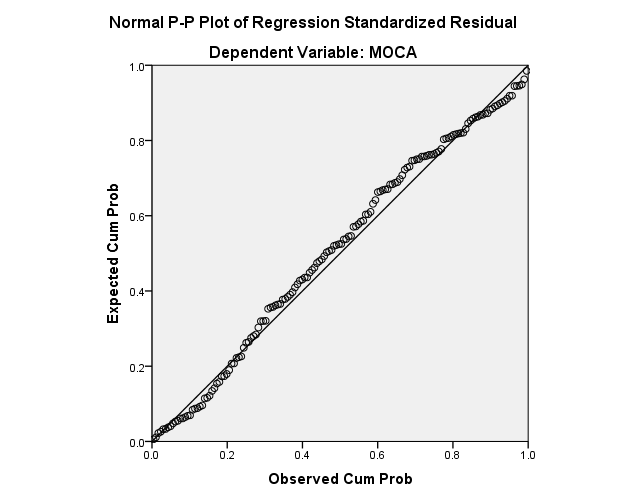 Normal P-P Plot of Regression Standardized Residual
Dependent Variable: MOCA
1.0
0.8
0.6
0.4
0.2
0.0
Expected Cum Prob
0.0 0.2 0.4 0.6 0.8 1.0
Observed Cum Prob